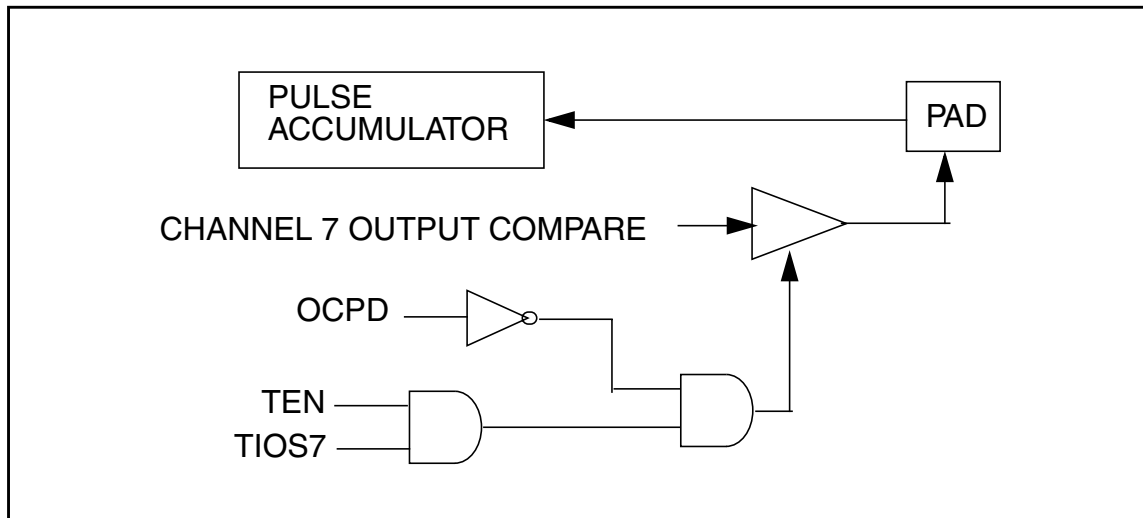 PULSE
ACCUMULATOR
PAD
CHANNEL 7 OUTPUT COMPARE
OCPD
TEN
TIOS7